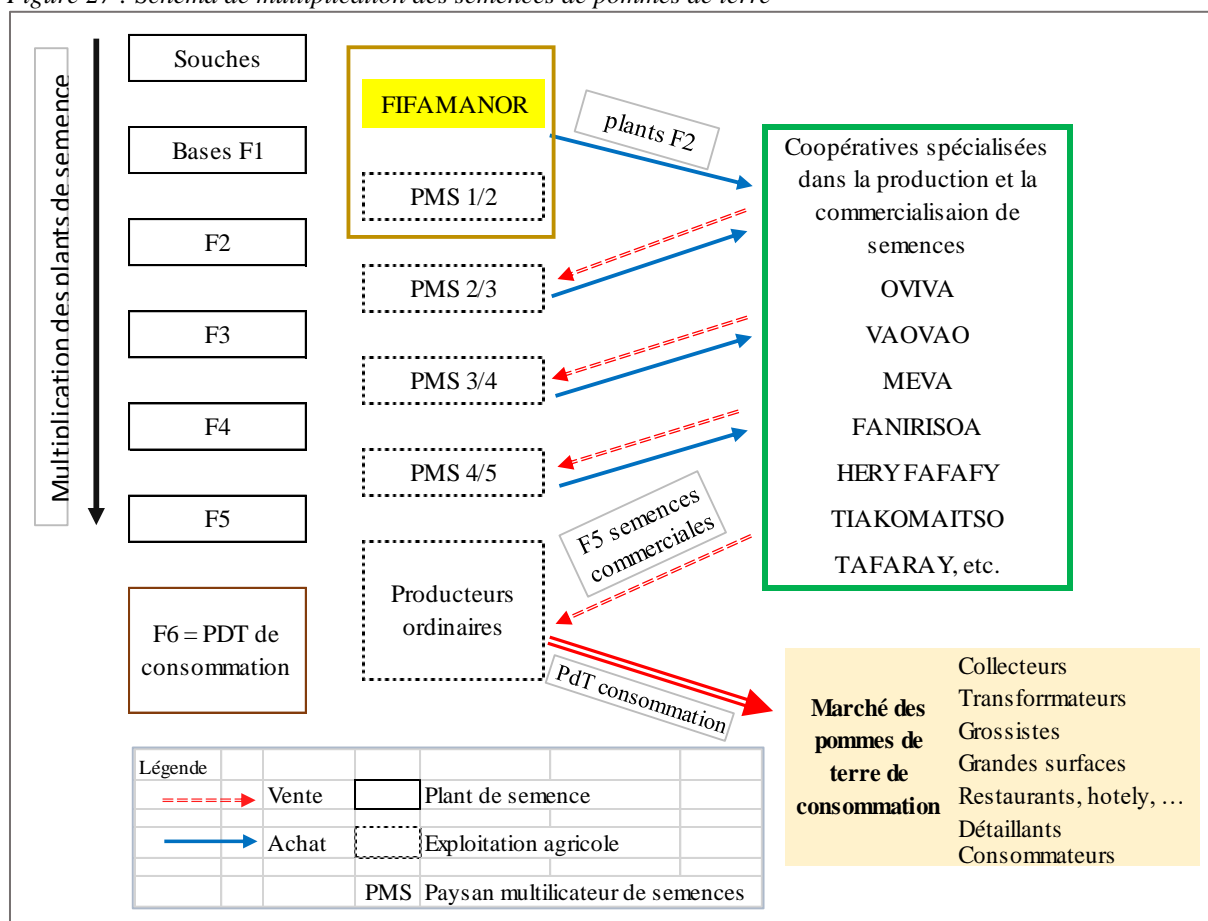 Figure 27 : Schéma de multiplication des semences de pommes de terre
Multiplication des plants de semence
Souches
Bases F1
F2
F3
F4
F5
F6 = PDT de
consommation
FIFAMANOR
PMS 1/2
PMS 2/3
PMS 3/4
PMS 4/5
Producteurs
ordinaires
plants F2
F5 semences
commerciales
PdT consommation
Coopératives spécialisées
dans la production et la
commercialisaion de
semences
OVIVA
VAOVAO
MEVA
FANIRISOA
HERY FAFAFY
TIAKOMAITSO
TAFARAY, etc.
Marché des
pommes de
terre de
consommation
Collecteurs
Transforrmateurs
Grossistes
Grandes surfaces
Restaurants, hotely, …
Détaillants
Consommateurs
Légende
Vente
Plant de semence
Achat
Exploitation agricole
PMS Paysan multilicateur de semences